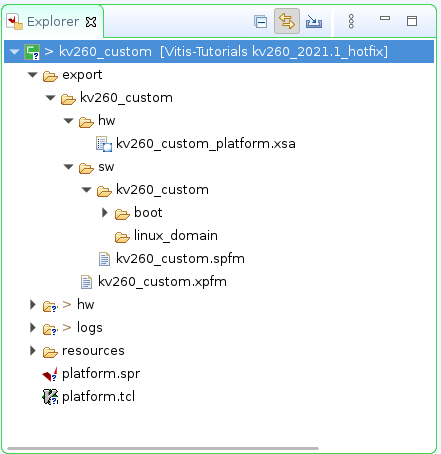 Explorer
> kv260_custom [Vitis-Tutorials kv260_2021.1_hotfix]
export
kv260_custom
hw
kv260_custom_platform.xsa
sw
kv260_custom
boot
linux_domain
kv260_custom.spfm
kv260_custom.xpfm
> hw
> logs
resources
platform.spr
platform.tcl